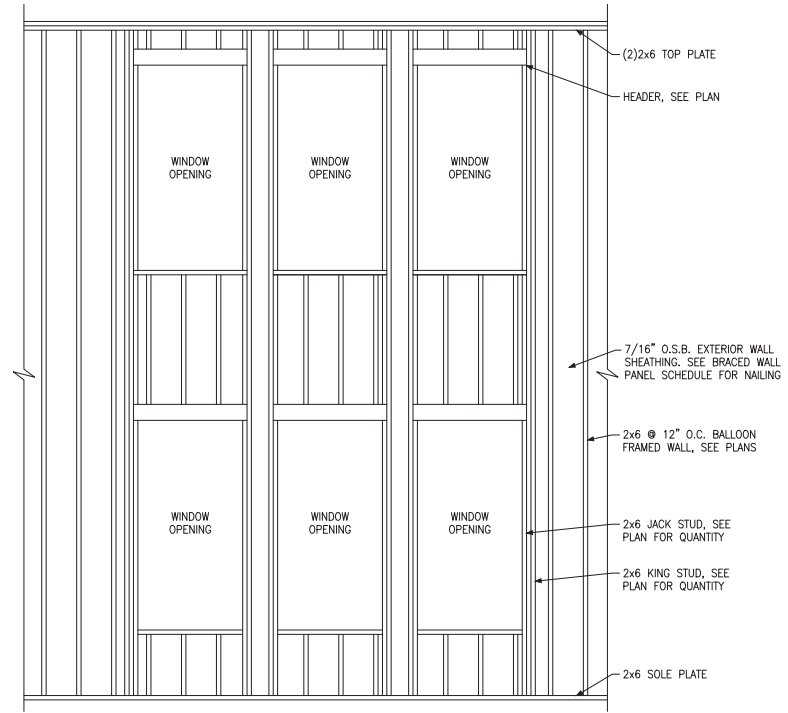 (2)2x6 TOP PLATE
HEADER, SEE PLAN
WINDOW
OPENING
WINDOW
OPENING
WINDOW
OPENING
7/16" O.S.B. EXTERIOR WALL
SHEATHING. SEE BRACED WALL
PANEL SCHEDULE FOR NAILING
2x6 @ 12" O.C. BALLOON
FRAMED WALL, SEE PLANS
WINDOW
OPENING
WINDOW
OPENING
WINDOW
OPENING
2x6 JACK STUD, SEE
PLAN FOR QUANTITY
2x6 KING STUD, SEE
PLAN FOR QUANTITY
2x6 SOLE PLATE